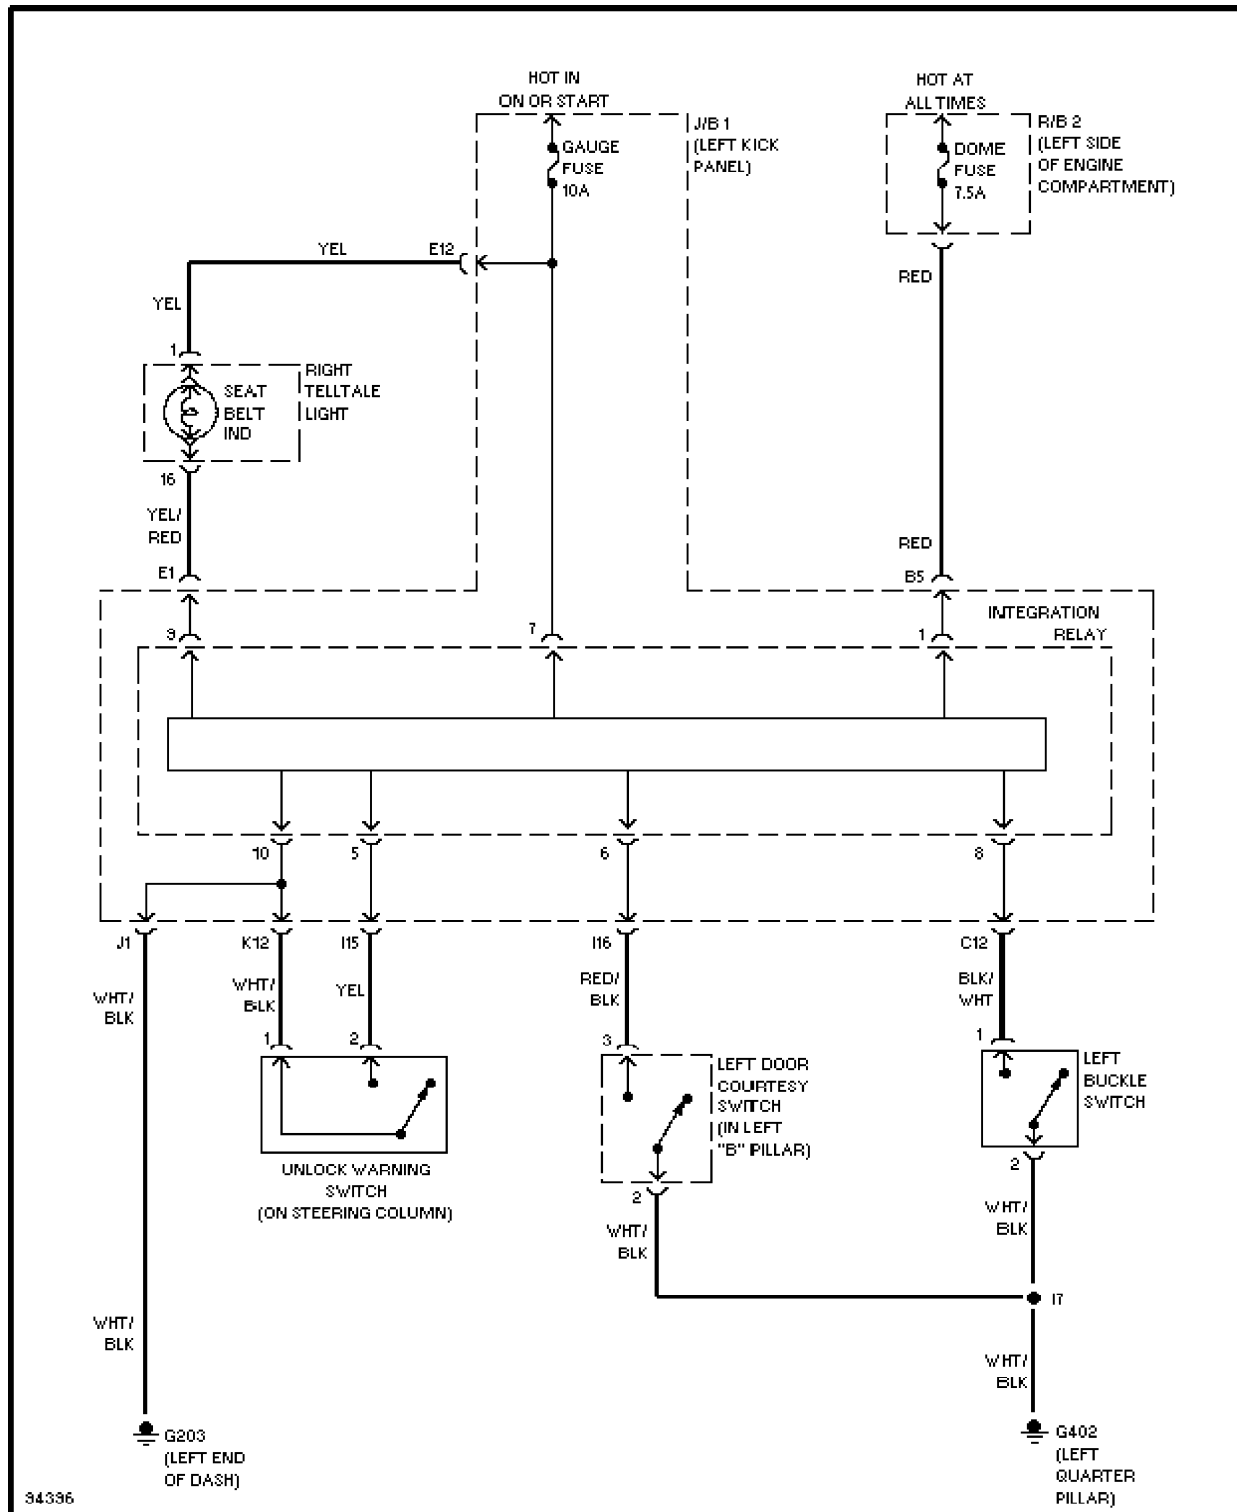 HOT IN
ON OR START
HOT AT
ALL TIMES
J/B 1
(LEFT KICK
PANEL)
GAUGE
FUSE
10A
DOME
FUSE
7.5A
R/B 2
(LEFT SIDE
OF ENGINE
COMPARTMENT)
YEL
E12
RED
YEL
1
SEAT
BELT
IND
RIGHT
TELLTALE
LIGHT
16
YEL/
RED
E1
RED
B5
INTEGRATION
RELAY
9
7
1
10
5
6
8
J1
K12
I15
I16
C12
WHT/
BLK
WHT/
BLK
YEL
RED/
BLK
BLK/
WHT
1
2
3
1
UNLOCK WARNING
SWITCH
(ON STEERING COLUMN)
LEFT DOOR
COURTESY
SWITCH
(IN LEFT
"B" PILLAR)
LEFT
BUCKLE
SWITCH
2
2
WHT/
BLK
WHT/
BLK
I7
WHT/
BLK
WHT/
BLK
G203
(LEFT END
OF DASH)
G402
(LEFT
QUARTER
PILLAR)
94396